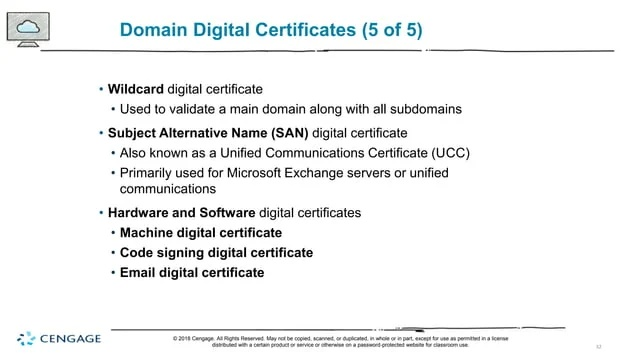 Domain Digital Certificates (5 of 5)
• Wildcard digital certificate
• Used to validate a main domain along with all subdomains
• Subject Alternative Name (SAN) digital certificate
• Also known as a Unified Communications Certificate (UCC)
• Primarily used for Microsoft Exchange servers or unified
communications
• Hardware and Software digital certificates
• Machine digital certificate
• Code signing digital certificate
• Email digital certificate
CENGAGE
© 2018 Cengage. All Rights Reserved. May not be copied, scanned, or duplicated, in whole or in part, except for use as permitted in a license
distributed with a certain product or service or otherwise on a password-protected website for classroom use.